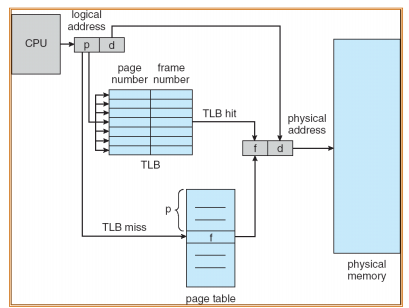 logical
address
CPU
p d
page
number
frame
number
TLB hit
physical
address
f d
TLB
p
TLB miss
f
physical
memory
page table